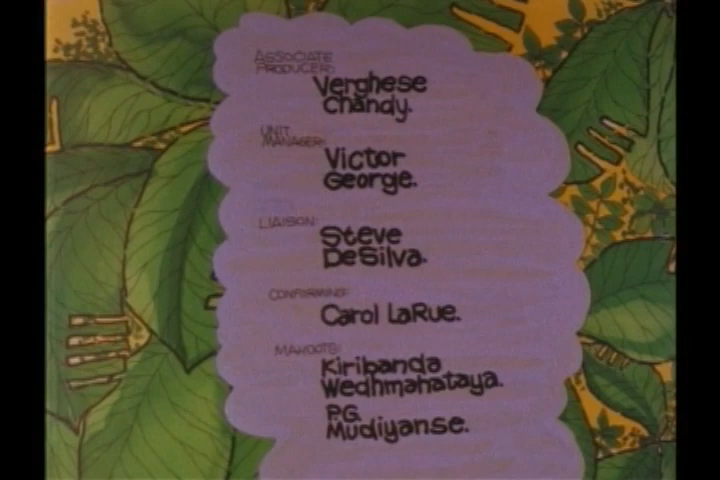 ASSOCIATE
PRODUCER:
Verghese
Chandy.
UNIT
MANAGER:
Victor
George.
LIAISON:
Steve
DeSilva.
CONFORMING:
Carol LaRue.
MAHOOTS:
Kiribanda
Wedhmahataya.
P.G.
Mudiyanse.